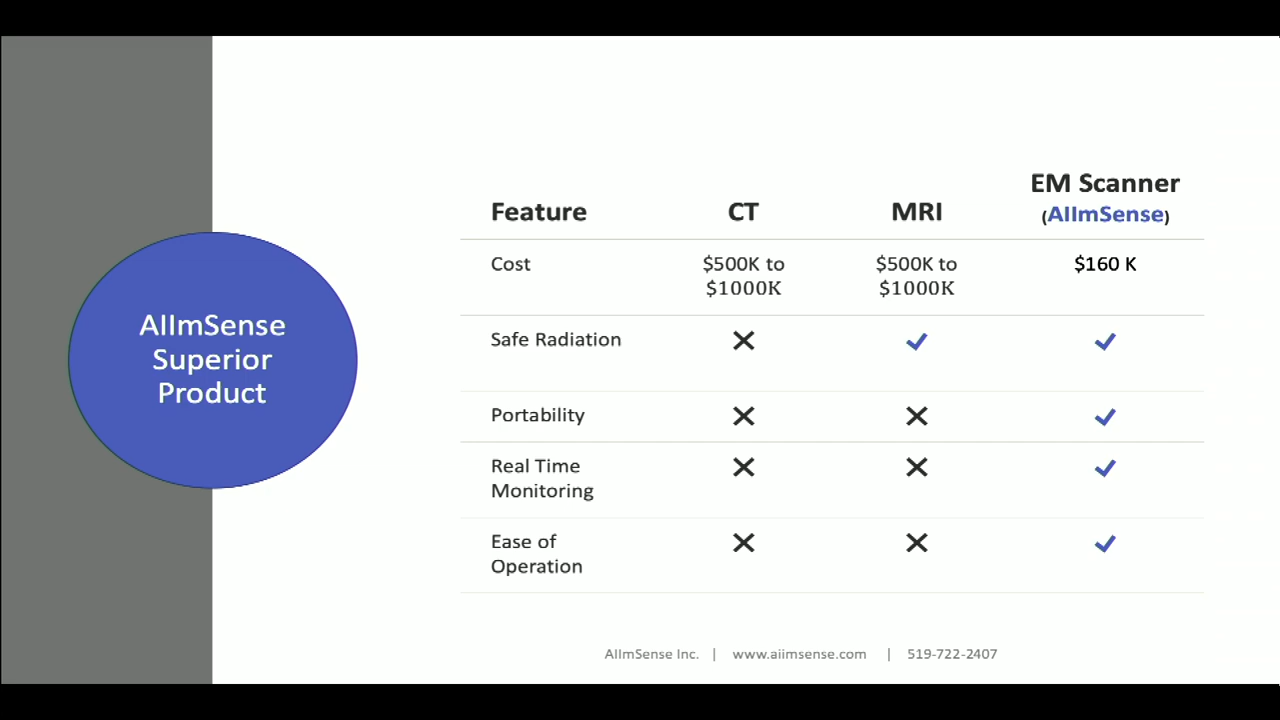 AIImSense
Superior
Product
Feature
CT
MRI
EM Scanner
(AIImSense)
Cost
$500K to
$1000K
$500K to
$1000K
$160 K
Safe Radiation
Portability
Real Time
Monitoring
Ease of
Operation
AIImSense Inc. | www.aiimsense.com | 519-722-2407